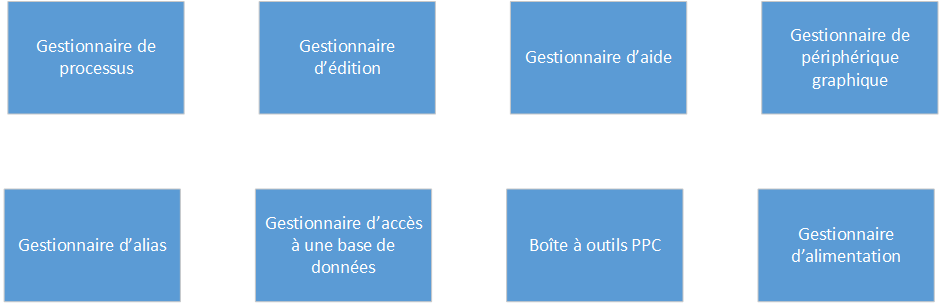 Gestionnaire de
processus
Gestionnaire
d’édition
Gestionnaire d’aide
Gestionnaire de
périphérique
graphique
Gestionnaire d’alias
Gestionnaire d’accès
à une base de
données
Boîte à outils PPC
Gestionnaire
d’alimentation